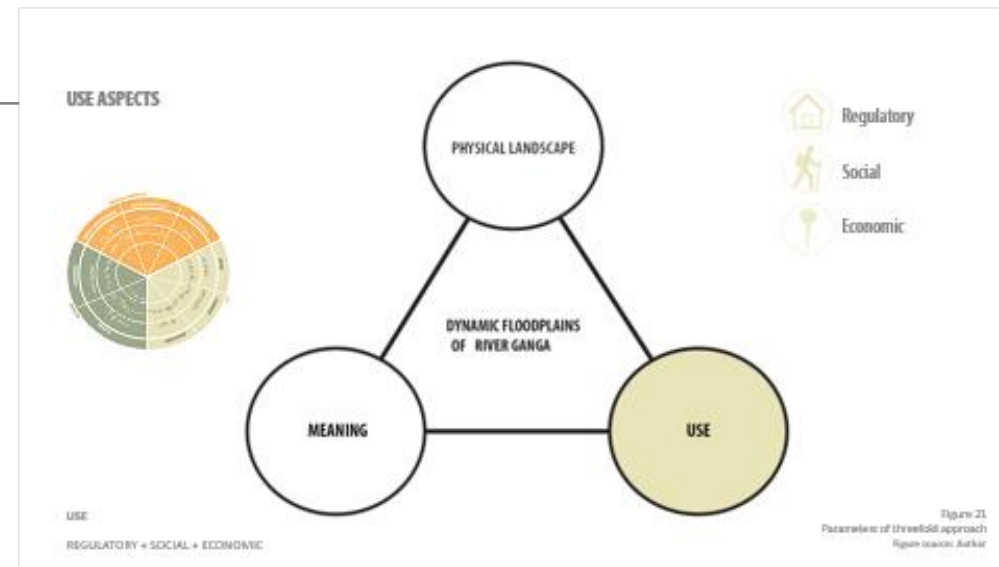 USE ASPECTS
PHYSICAL LANDSCAPE
Regulatory
Social
Economic
DYNAMIC FLOODPLAINS
OF RIVER GANGA
MEANING
USE
USE
REGULATORY + SOCIAL + ECONOMIC
Figure 21
Parameters of threefold approach
Figure source: Author